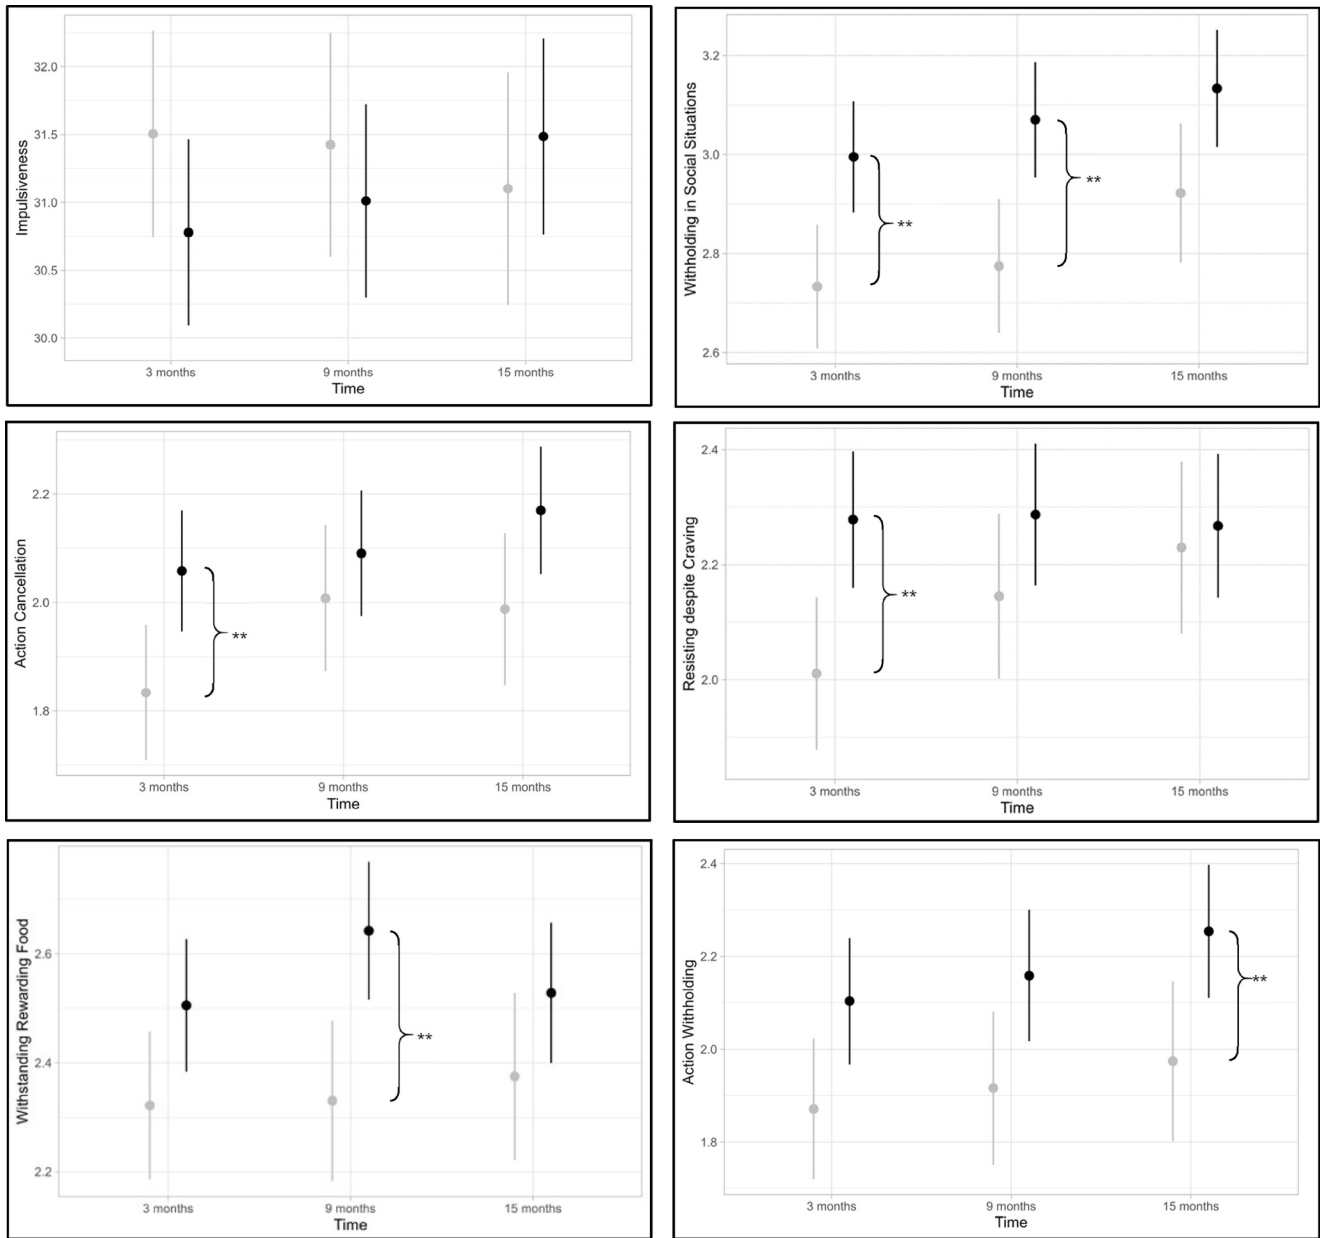 Impulsiveness
32.0
31.5
31.0
30.5
30.0
3 months 9 months 15 months
Time
Withholding in Social Situations
3.2
3.0
2.8
2.6
**
**
3 months 9 months 15 months
Time
Action Cancellation
2.2
2.0
1.8
**
3 months 9 months 15 months
Time
Resisting despite Craving
2.4
2.2
2.0
**
3 months 9 months 15 months
Time
Withstanding Rewarding Food
2.6
2.4
2.2
**
3 months 9 months 15 months
Time
Action Withholding
2.4
2.2
2.0
1.8
**
3 months 9 months 15 months
Time